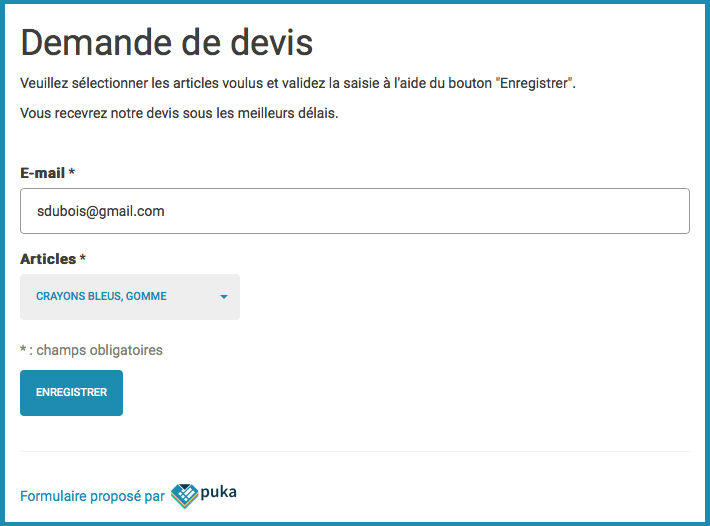 Demande de devis
Veuillez sélectionner les articles voulus et validez la saisie à l'aide du bouton "Enregistrer".
Vous recevrez notre devis sous les meilleurs délais.
E-mail *
sdubois@gmail.com
Articles *
CRAYONS BLEUS, GOMME
* : champs obligatoires
ENREGISTRER
Formulaire proposé par puka